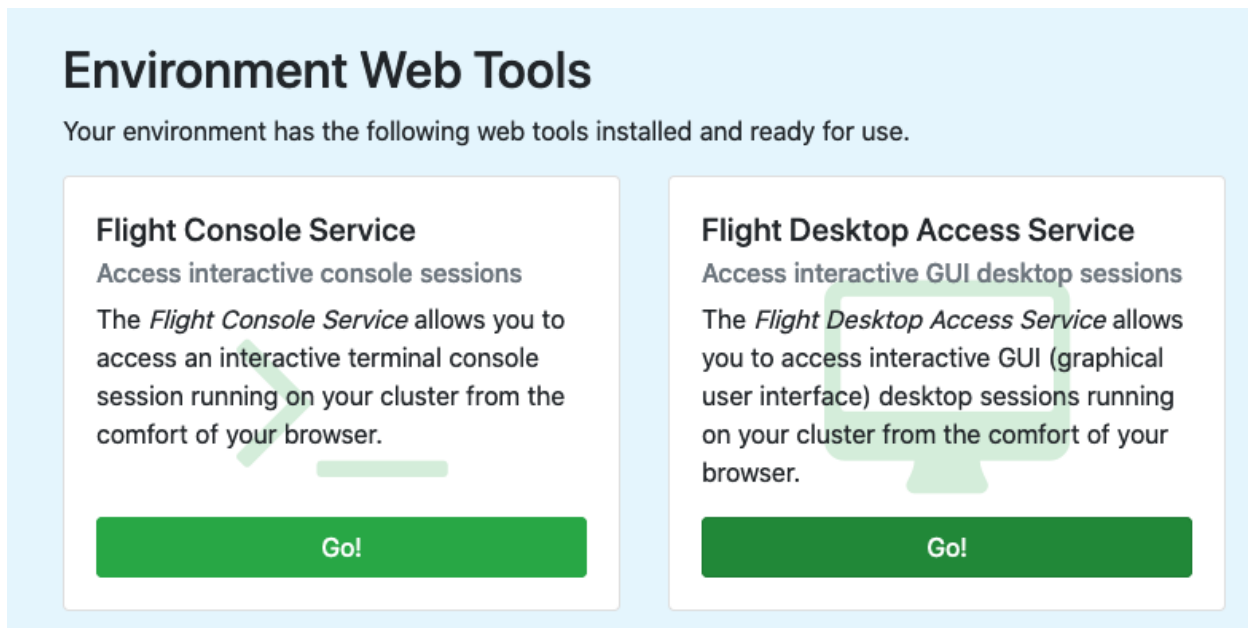 Environment Web Tools
Your environment has the following web tools installed and ready for use.
Flight Console Service
Access interactive console sessions
The Flight Console Service allows you to
access an interactive terminal console
session running on your cluster from the
comfort of your browser.
Go!
Flight Desktop Access Service
Access interactive GUI desktop sessions
The Flight Desktop Access Service allows
you to access interactive GUI (graphical
user interface) desktop sessions running
on your cluster from the comfort of your
browser.
Go!